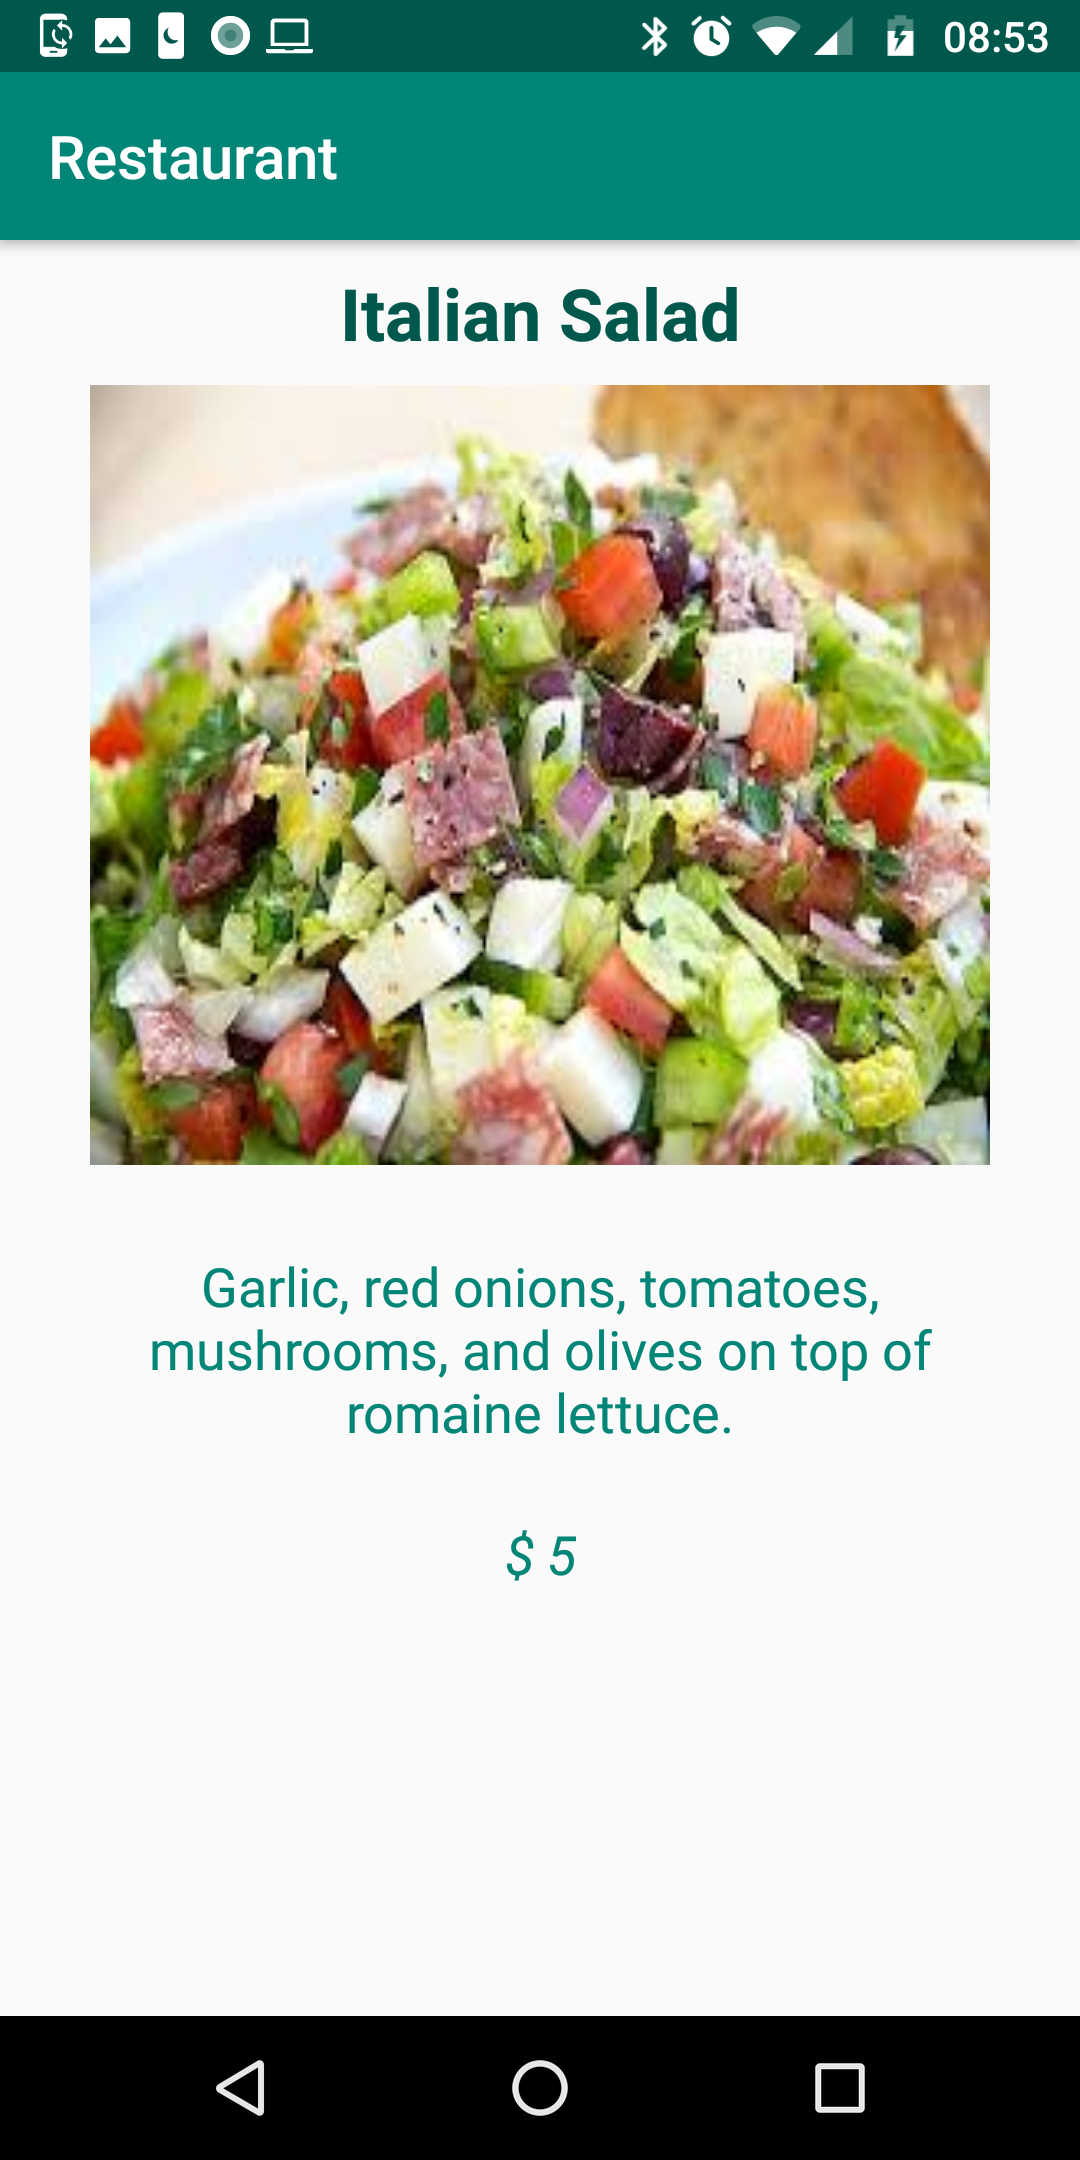 08:53
Restaurant
Italian Salad
Garlic, red onions, tomatoes,
mushrooms, and olives on top of
romaine lettuce.
$ 5